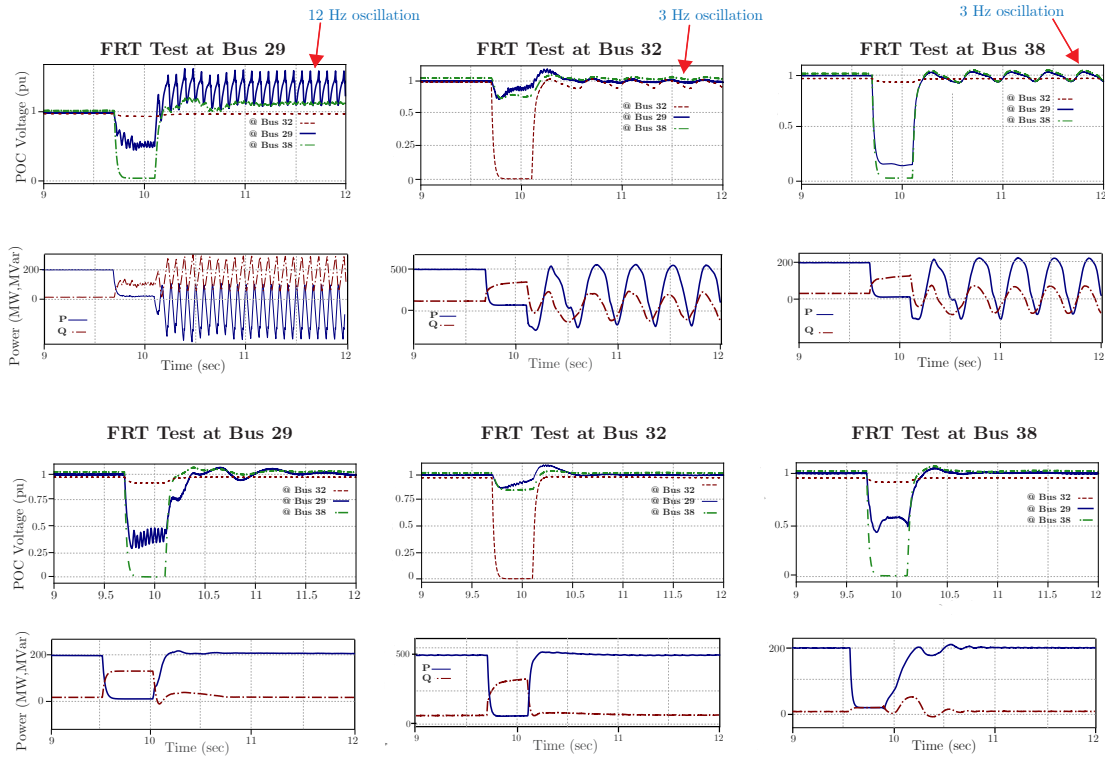 12 Hz oscillation
3 Hz oscillation
3 Hz oscillation
FRT Test at Bus 29
FRT Test at Bus 32
FRT Test at Bus 38
POC Voltage (pu)
1
0
@ Bus 32
@ Bus 29
@ Bus 38
9
10
11
12
1
0.75
0.5
0.25
0
@ Bus 32
@ Bus 29
@ Bus 38
9
10
11
12
1
0.5
0
@ Bus 32
@ Bus 29
@ Bus 38
9
10
11
12
Power (MW,MVar)
200
0
P
Q
9
10
11
12
Time (sec)
500
0
P
Q
9
10
11
12
Time (sec)
200
0
P
Q
9
10
11
12
Time (sec)
FRT Test at Bus 29
FRT Test at Bus 32
FRT Test at Bus 38
POC Voltage (pu)
1
0.75
0.5
0.25
0
@ Bus 32
@ Bus 29
@ Bus 38
9
9.5
10
10.5
11
11.5
12
1
0.75
0.5
0.25
0
@ Bus 32
@ Bus 29
@ Bus 38
9
9.5
10
10.5
11
11.5
12
1
0.5
0
@ Bus 32
@ Bus 29
@ Bus 38
9
9.5
10
10.5
11
11.5
12
Power (MW,MVar)
200
0
9
10
11
12
Time (sec)
500
0
P
Q
9
10
11
12
Time (sec)
200
0
9
10
11
12
Time (sec)